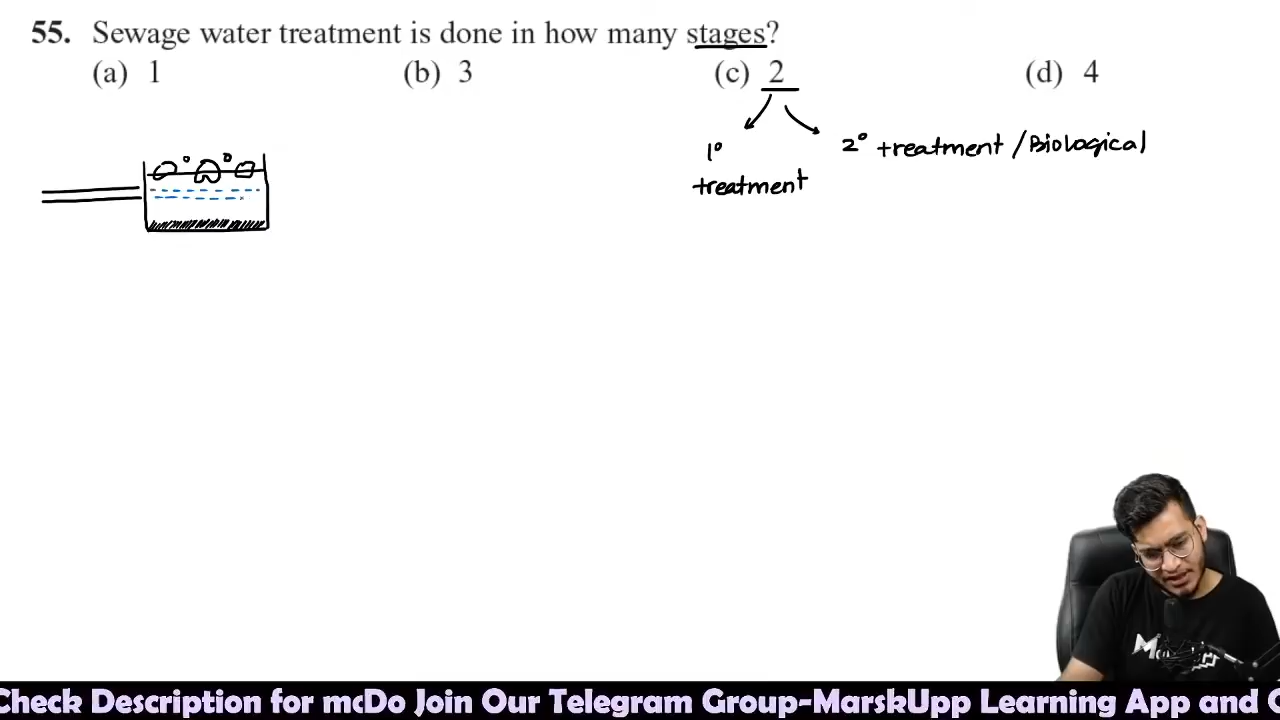 55. Sewage water treatment is done in how many stages?
(a) 1 (b) 3 (c) 2 (d) 4
1° treatment
2° treatment / Biological
Check Description for mcDo Join Our Telegram Group-MarskUpp Learning App and